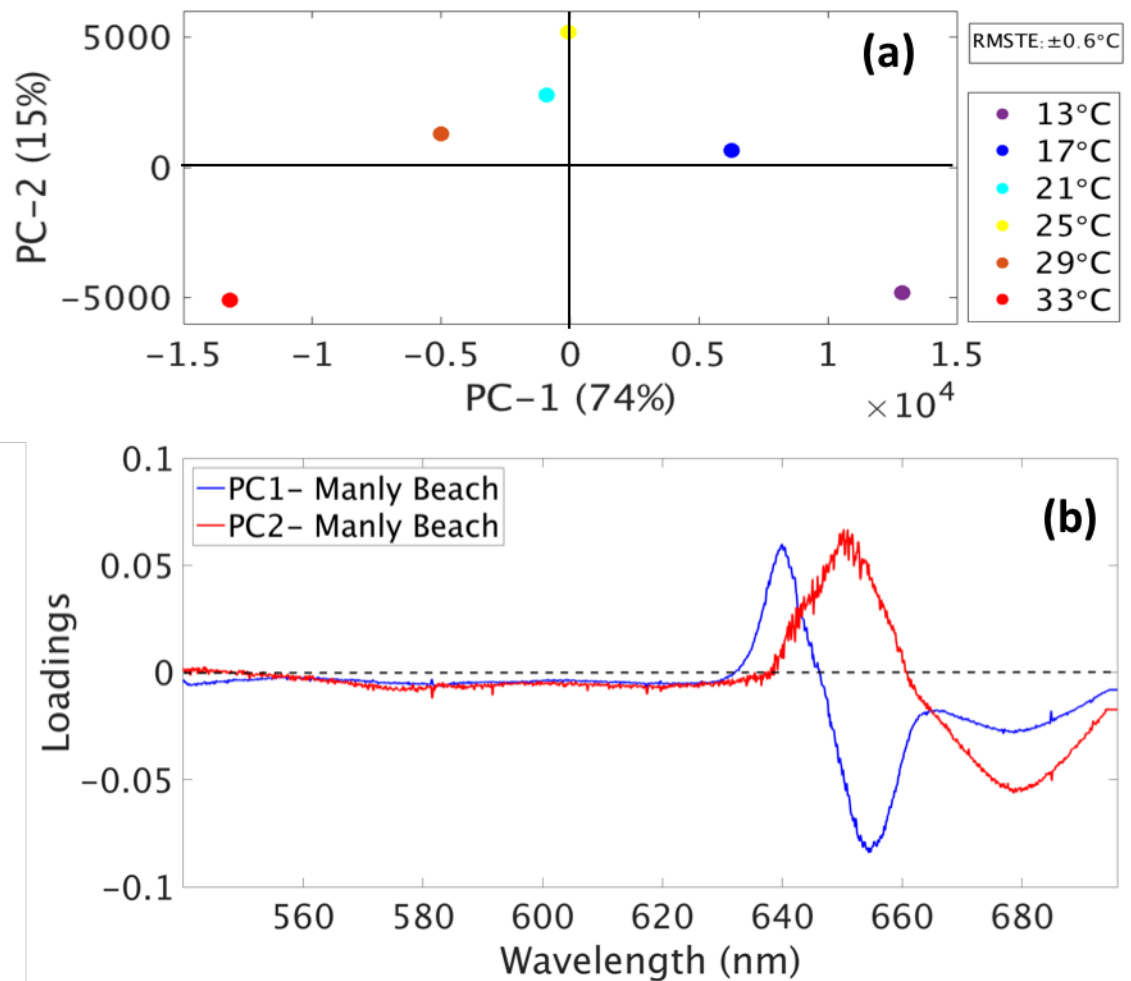 (a)
RMSTE:±0.6°C
13°C
17°C
21°C
25°C
29°C
33°C
PC−2 (15%)
5000
0
−5000
−1.5 −1 −0.5 0 0.5 1 1.5
PC−1 (74%)
×10⁴
(b)
PC1− Manly Beach
PC2− Manly Beach
Loadings
0.1
0.05
0
−0.05
−0.1
560 580 600 620 640 660 680
Wavelength (nm)